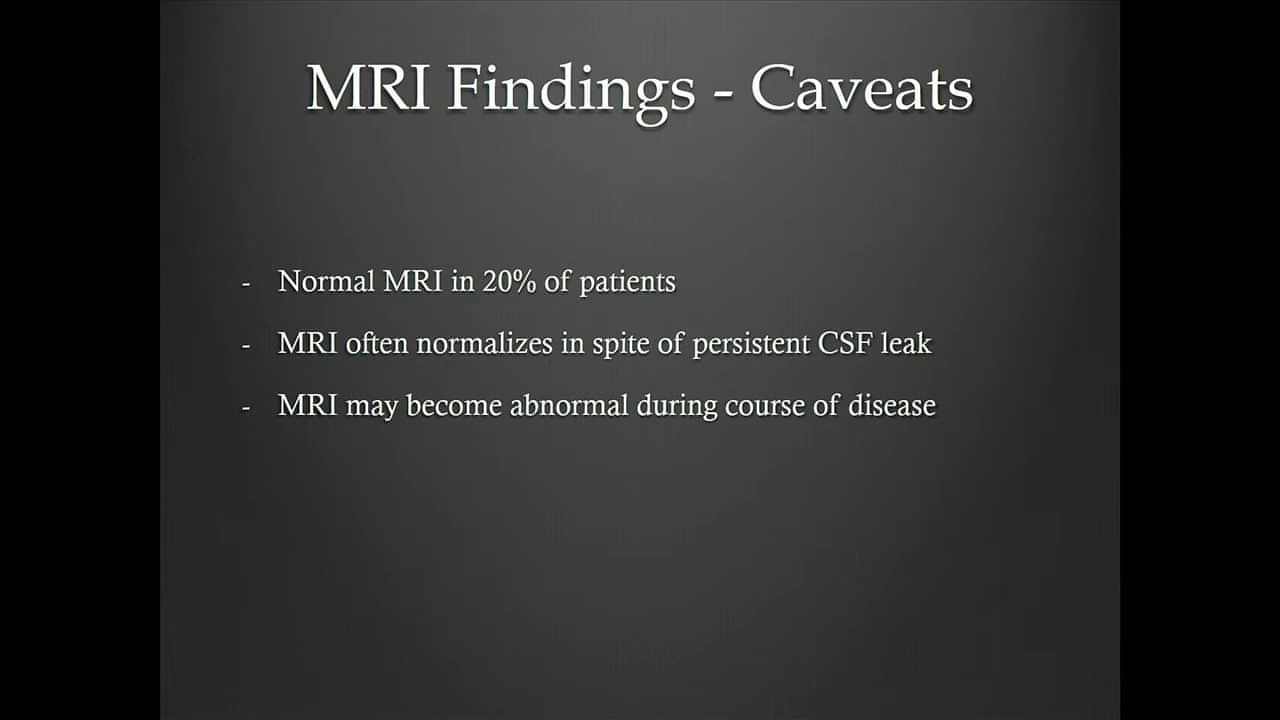 MRI Findings - Caveats
- Normal MRI in 20% of patients
- MRI often normalizes in spite of persistent CSF leak
- MRI may become abnormal during course of disease